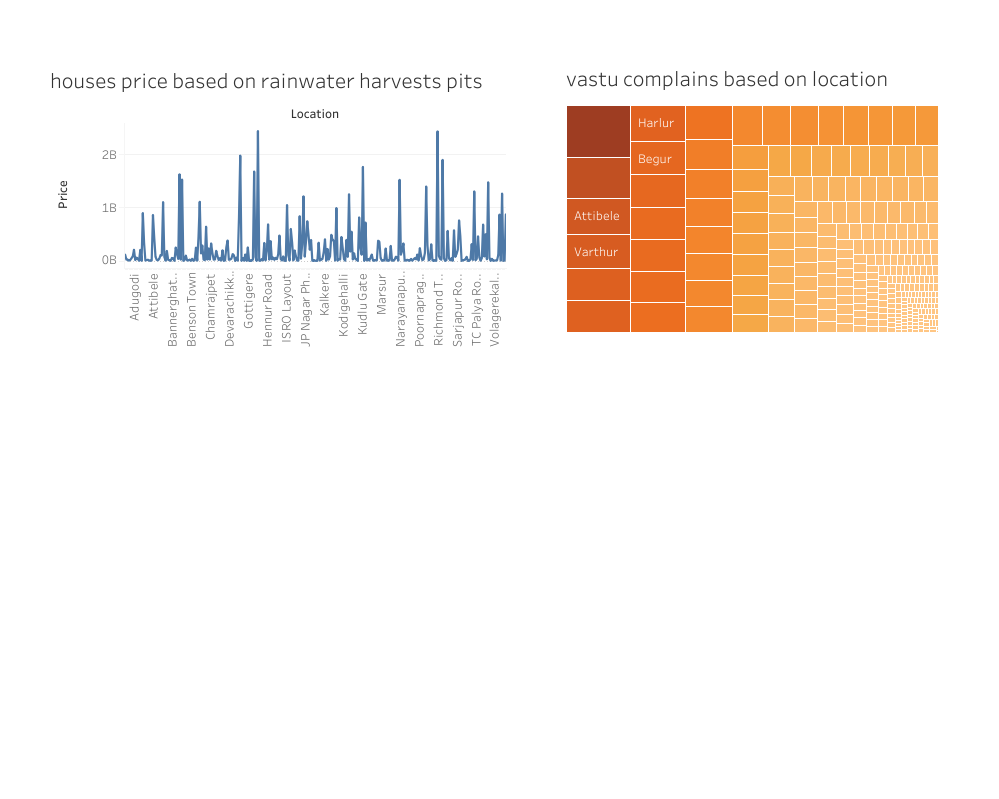 houses price based on rainwater harvests pits
Location
Price
2B
1B
0B
Adugodi
Attibele
Bannerghat..
Benson Town
Chamrajpet
Devarachikk..
Gottigere
Hennur Road
ISRO Layout
JP Nagar Ph..
Kalkere
Kodigehalli
Kudlu Gate
Marsur
Narayanapu..
Poornaprag..
Richmond T..
Sarjapur Ro..
TC Palya Ro..
Volagerekal..
vastu complains based on location
Harlur
Begur
Attibele
Varthur